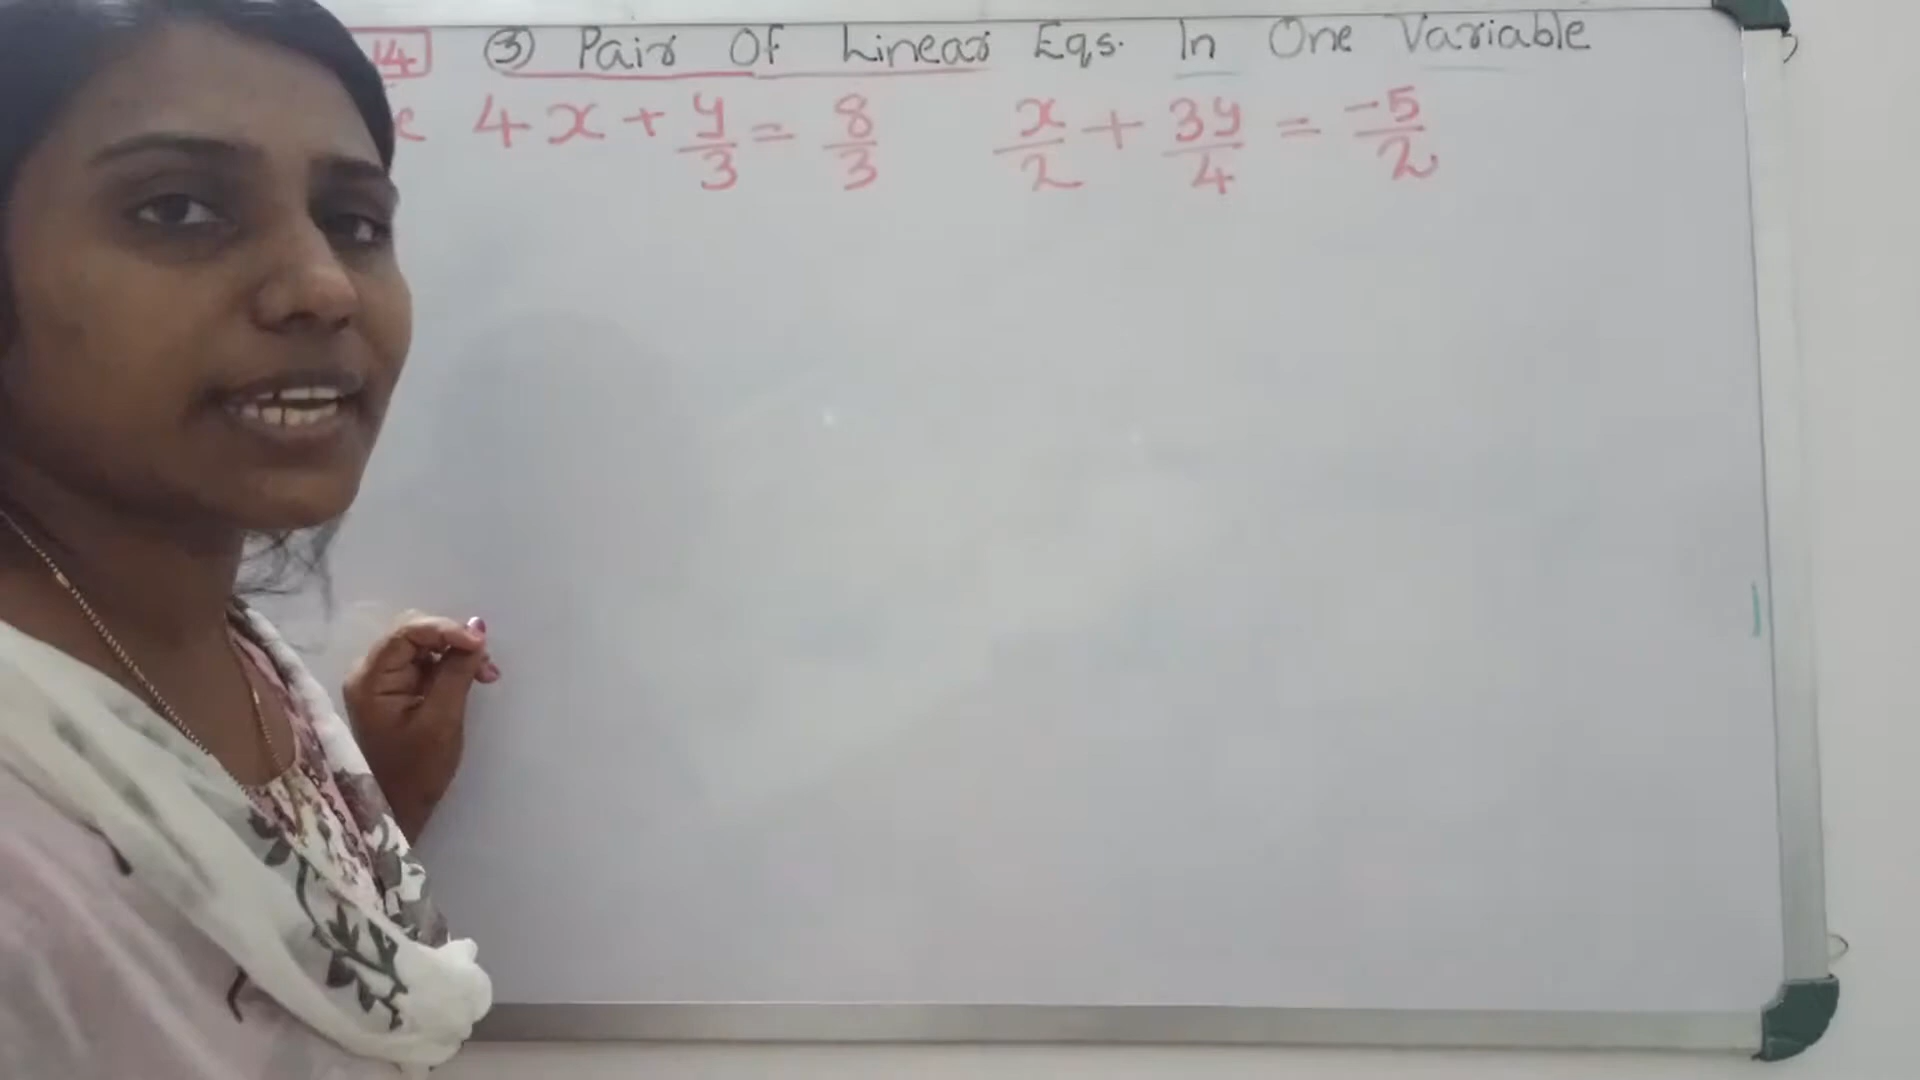 14 ③ Pair Of Linear Eqs. In One Variable
4x + y/3 = 8/3 x/2 + 3y/4 = -5/2